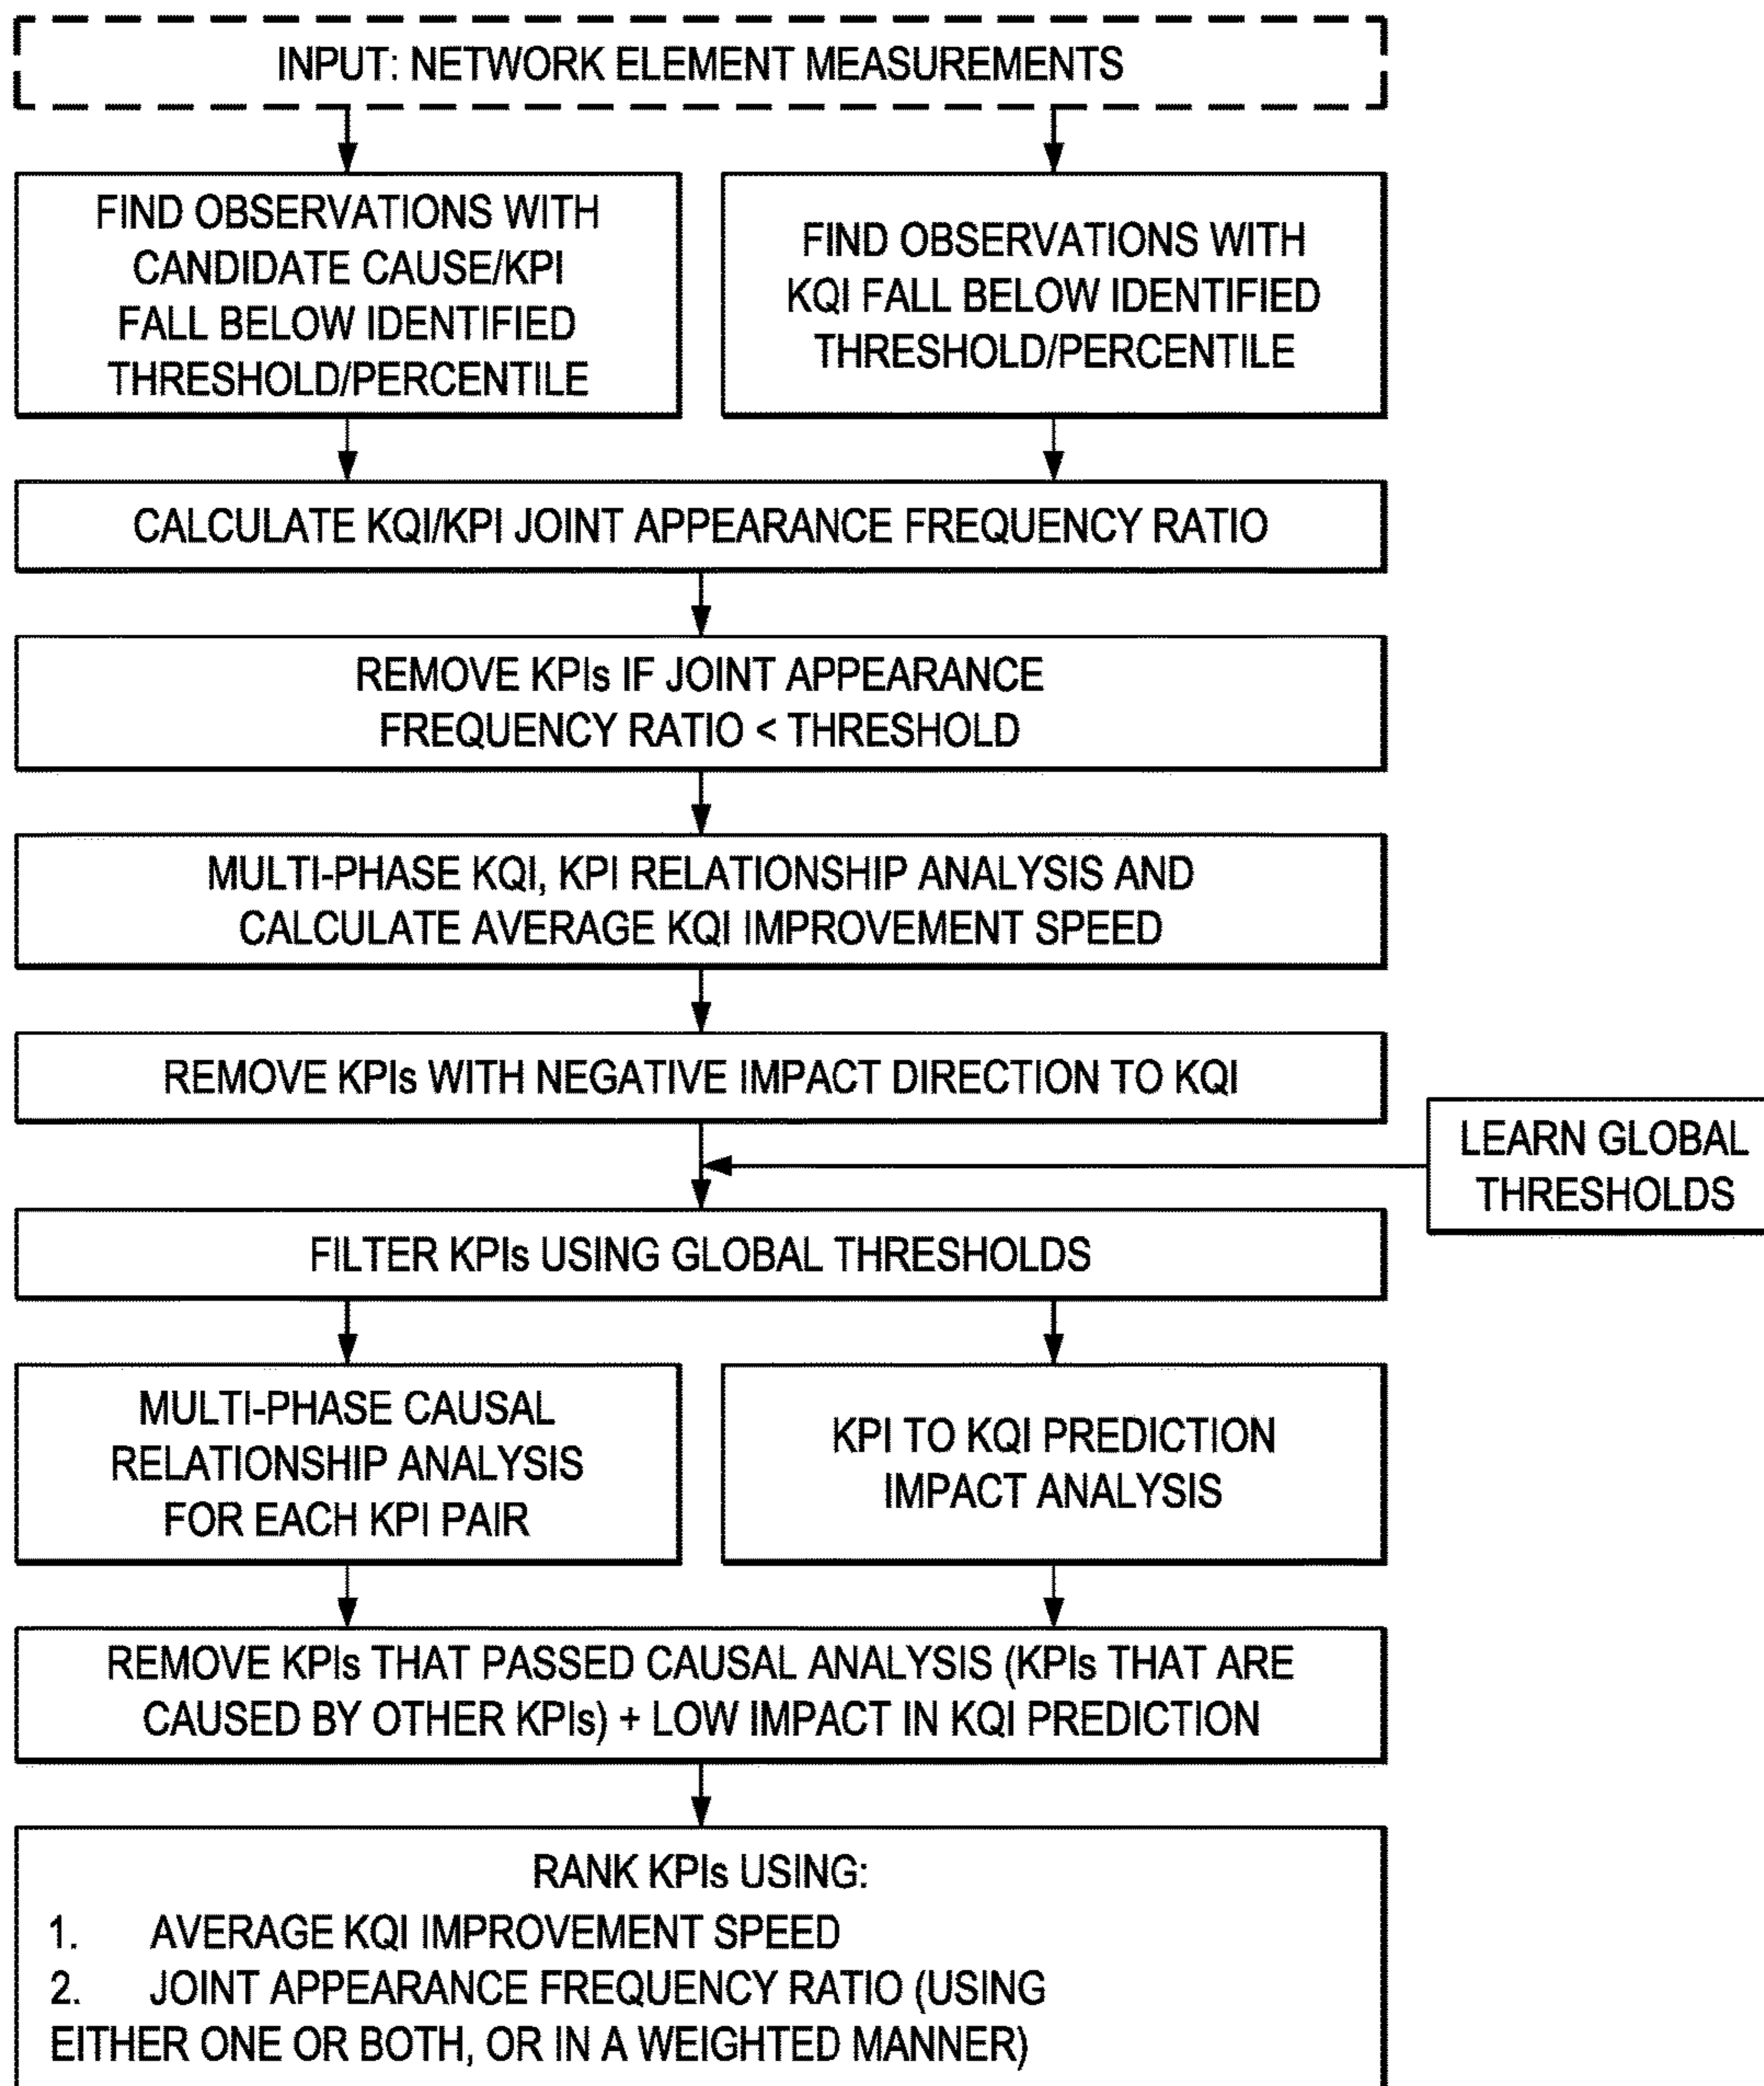 INPUT: NETWORK ELEMENT MEASUREMENTS
FIND OBSERVATIONS WITH
CANDIDATE CAUSE/KPI
FALL BELOW IDENTIFIED
THRESHOLD/PERCENTILE
FIND OBSERVATIONS WITH
KQI FALL BELOW IDENTIFIED
THRESHOLD/PERCENTILE
CALCULATE KQI/KPI JOINT APPEARANCE FREQUENCY RATIO
REMOVE KPIs IF JOINT APPEARANCE
FREQUENCY RATIO < THRESHOLD
MULTI-PHASE KQI, KPI RELATIONSHIP ANALYSIS AND
CALCULATE AVERAGE KQI IMPROVEMENT SPEED
REMOVE KPIs WITH NEGATIVE IMPACT DIRECTION TO KQI
LEARN GLOBAL
THRESHOLDS
FILTER KPIs USING GLOBAL THRESHOLDS
MULTI-PHASE CAUSAL
RELATIONSHIP ANALYSIS
FOR EACH KPI PAIR
KPI TO KQI PREDICTION
IMPACT ANALYSIS
REMOVE KPIs THAT PASSED CAUSAL ANALYSIS (KPIs THAT ARE
CAUSED BY OTHER KPIs) + LOW IMPACT IN KQI PREDICTION
RANK KPIs USING:
1. AVERAGE KQI IMPROVEMENT SPEED
2. JOINT APPEARANCE FREQUENCY RATIO (USING
EITHER ONE OR BOTH, OR IN A WEIGHTED MANNER)